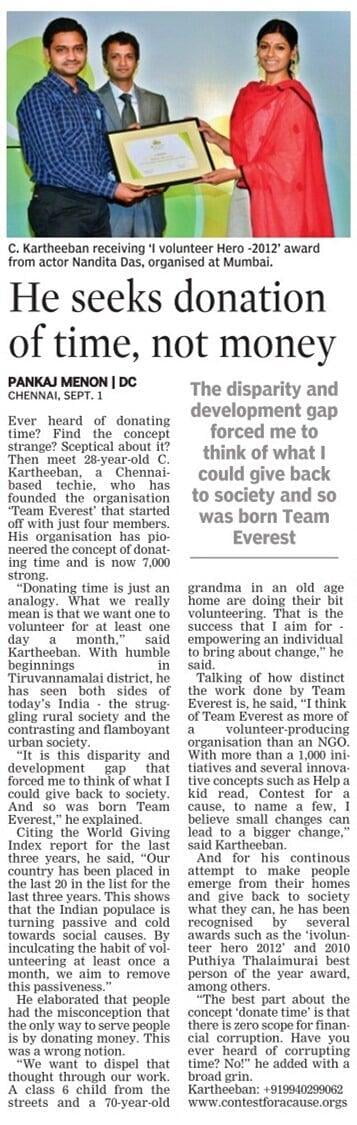 C. Kartheeban receiving 'I volunteer Hero -2012' award
from actor Nandita Das, organised at Mumbai.
He seeks donation
of time, not money
PANKAJ MENON | DC
CHENNAI, SEPT. 1
Ever heard of donating
time? Find the concept
strange? Sceptical about it?
Then meet 28-year-old C.
Kartheeban, a Chennai-
based techie, who has
founded the organisation
'Team Everest' that started
off with just four members.
His organisation has pio-
neered the concept of donat-
ing time and is now 7,000
strong.
"Donating time is just an
analogy. What we really
mean is that we want one to
volunteer for at least one
day a month," said
Kartheeban. With humble
beginnings in
Tiruvannamalai district, he
has seen both sides of
today's India - the strug-
gling rural society and the
contrasting and flamboyant
urban society.
"It is this disparity and
development gap that
forced me to think of what I
could give back to society.
And so was born Team
Everest," he explained.
Citing the World Giving
Index report for the last
three years, he said, "Our
country has been placed in
the last 20 in the list for the
last three years. This shows
that the Indian populace is
turning passive and cold
towards social causes. By
inculcating the habit of vol-
unteering at least once a
month, we aim to remove
this passiveness."
He elaborated that people
had the misconception that
the only way to serve people
is by donating money. This
was a wrong notion.
"We want to dispel that
thought through our work.
A class 6 child from the
streets and a 70-year-old
The disparity and
development gap
forced me to
think of what I
could give back
to society and so
was born Team
Everest
grandma in an old age
home are doing their bit
volunteering. That is the
success that I aim for -
empowering an individual
to bring about change," he
said.
Talking of how distinct
the work done by Team
Everest is, he said, "I think
of Team Everest as more of
a volunteer-producing
organisation than an NGO.
With more than a 1,000 ini-
tiatives and several innova-
tive concepts such as Help a
kid read, Contest for a
cause, to name a few, I
believe small changes can
lead to a bigger change,"
said Kartheeban.
And for his continous
attempt to make people
emerge from their homes
and give back to society
what they can, he has been
recognised by several
awards such as the 'ivolun-
teer hero 2012' and 2010
Puthiya Thalaimurai best
person of the year award,
among others.
"The best part about the
concept 'donate time' is that
there is zero scope for finan-
cial corruption. Have you
ever heard of corrupting
time? No!" he added with a
broad grin.
Kartheeban: +919940299062
www.contestforacause.orgs